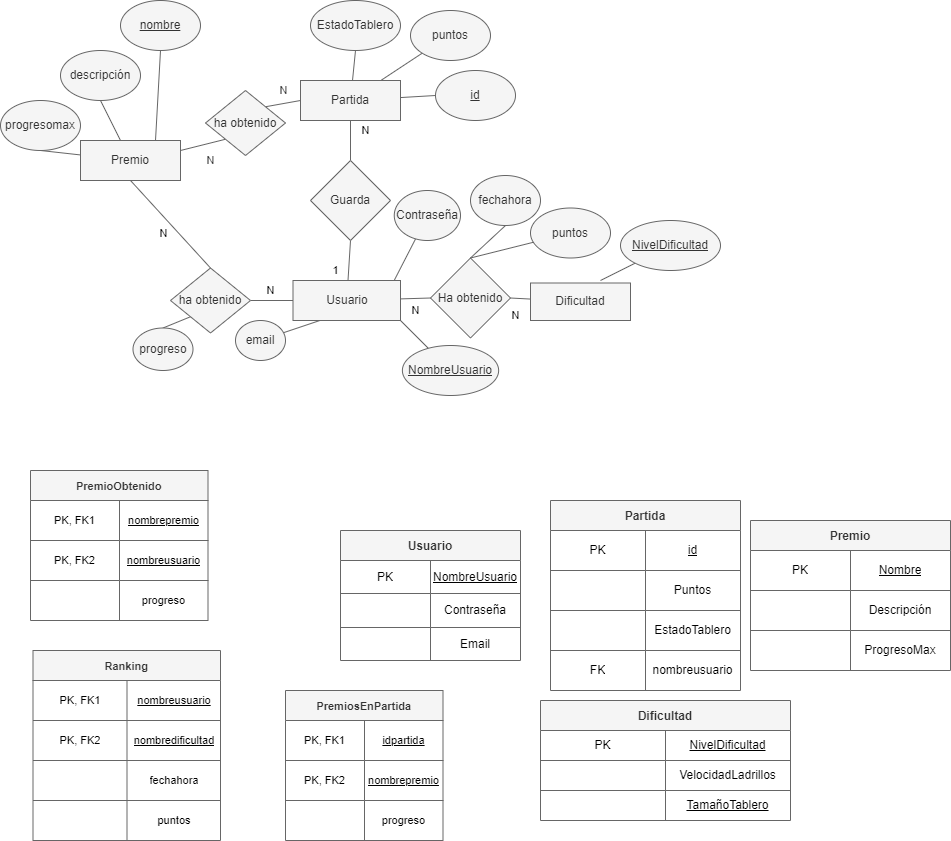 nombre
EstadoTablero
puntos
descripción
id
progresomax
N
Partida
ha obtenido
N
Premio
N
Guarda
Contraseña
fechahora
puntos
NivelDificultad
N
1
ha obtenido
N
Usuario
N
Ha obtenido
N
Dificultad
progreso
email
NombreUsuario
PremioObtenido
PK, FK1 nombrepremio
PK, FK2 nombreusuario
progreso
Usuario
PK NombreUsuario
Contraseña
Email
Partida
PK id
Puntos
EstadoTablero
FK nombreusuario
Premio
PK Nombre
Descripción
ProgresoMax
Ranking
PK, FK1 nombreusuario
PK, FK2 nombredificultad
fechahora
puntos
PremiosEnPartida
PK, FK1 idpartida
PK, FK2 nombrepremio
progreso
Dificultad
PK NivelDificultad
VelocidadLadrillos
TamañoTablero